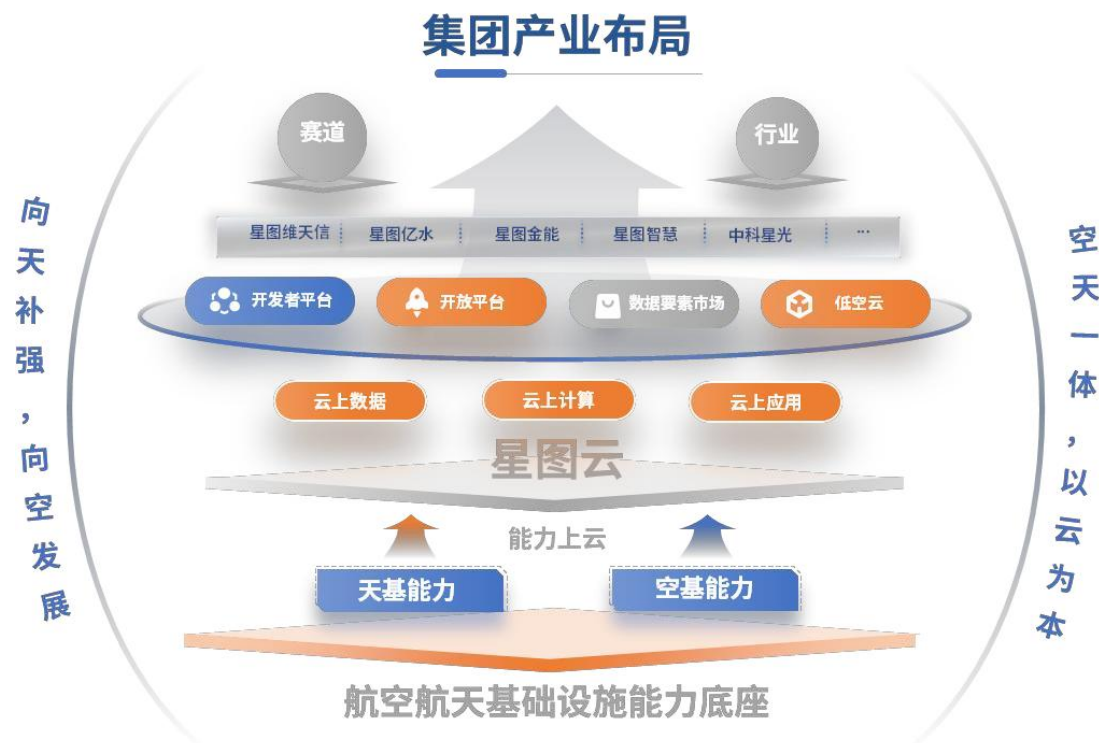 集团产业布局
赛道
行业
向天补强，向空发展
空天一体，以云为本
星图维天信 星图亿水 星图金能 星图智慧 中科星光 ...
开发者平台 开放平台 数据要素市场 低空云
云上数据 云上计算 云上应用
星图云
能力上云
天基能力 空基能力
航空航天基础设施能力底座